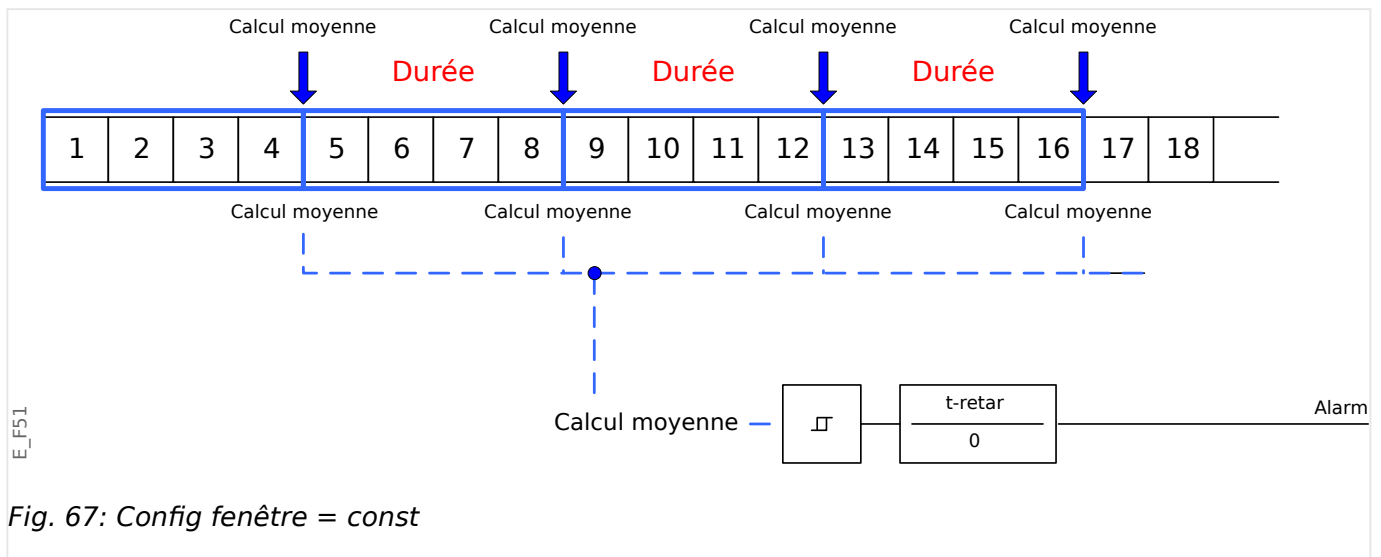 Calcul moyenne Calcul moyenne Calcul moyenne Calcul moyenne
Durée Durée Durée
1 2 3 4 5 6 7 8 9 10 11 12 13 14 15 16 17 18
Calcul moyenne Calcul moyenne Calcul moyenne Calcul moyenne
t-retar
Calcul moyenne
Alarm
0
E_F51
Fig. 67: Config fenêtre = const